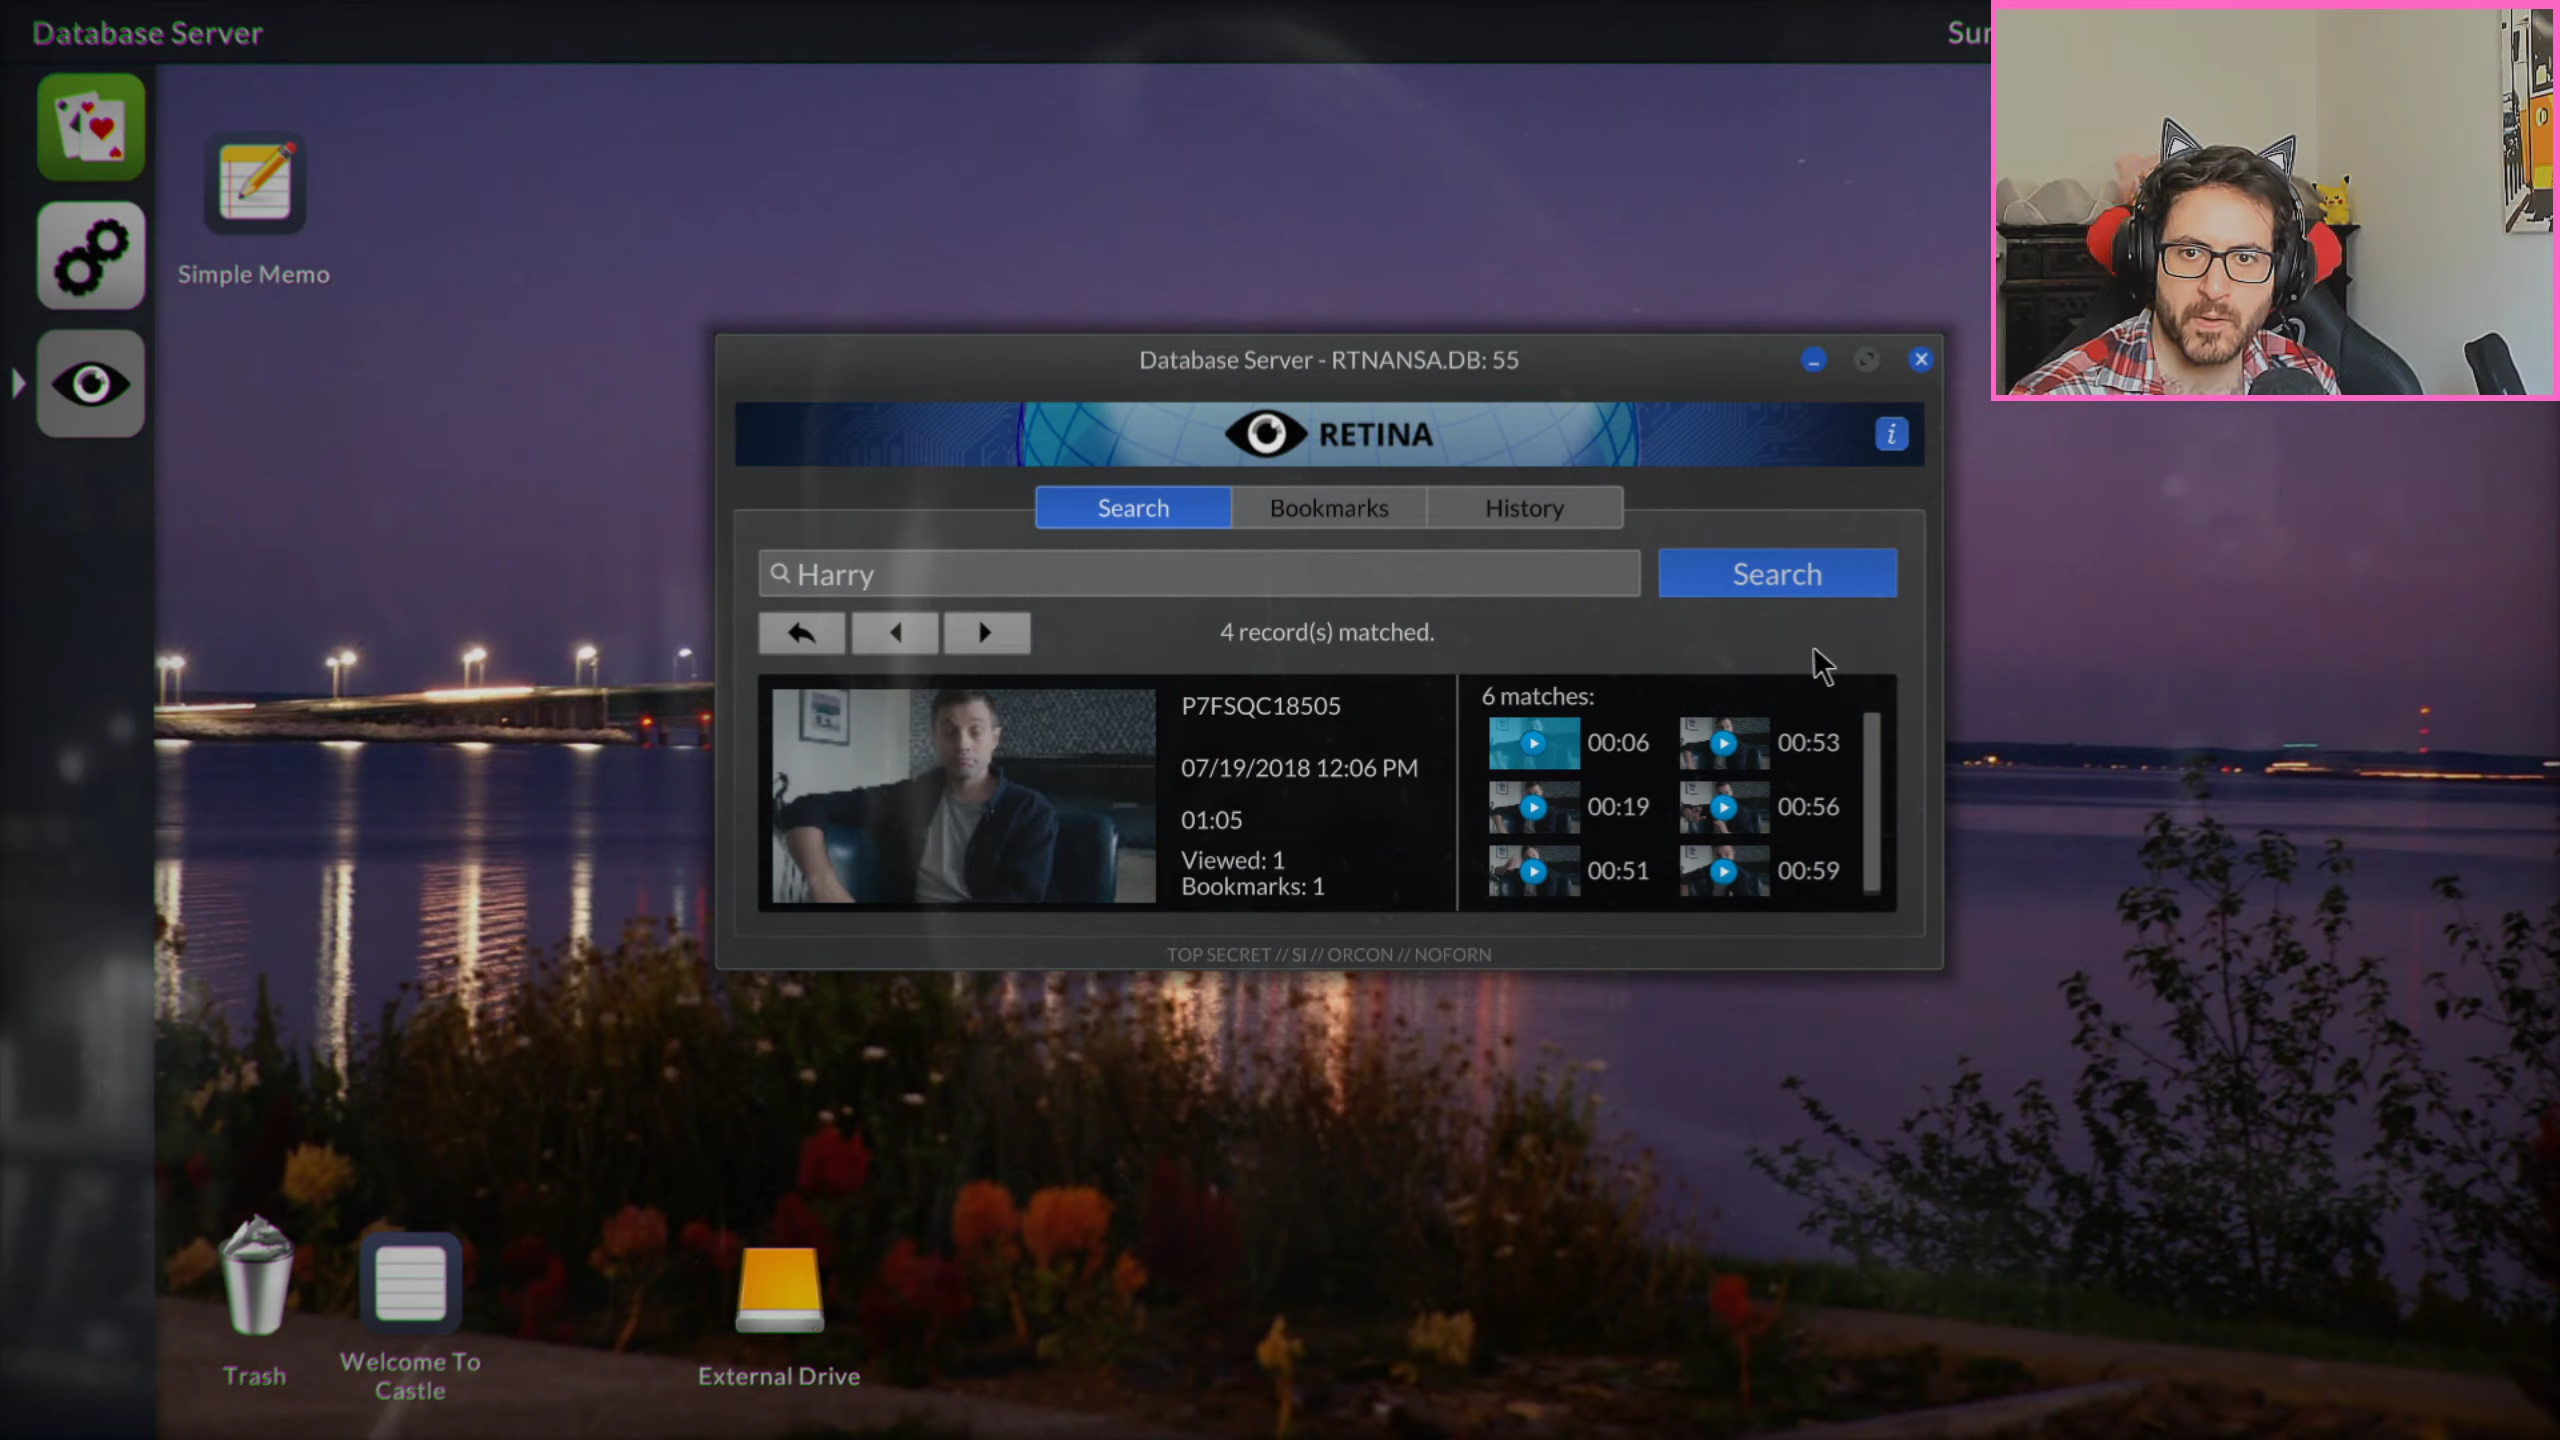 Database Server
Sun
Simple Memo
Database Server - RTNANSA.DB: 55
RETINA
i
Search
Bookmarks
History
Harry
Search
4 record(s) matched.
P7FSQC18505
07/19/2018 12:06 PM
01:05
Viewed: 1
Bookmarks: 1
6 matches:
00:06
00:53
00:19
00:56
00:51
00:59
TOP SECRET // SI // ORCON // NOFORN
Trash
Welcome To
Castle
External Drive